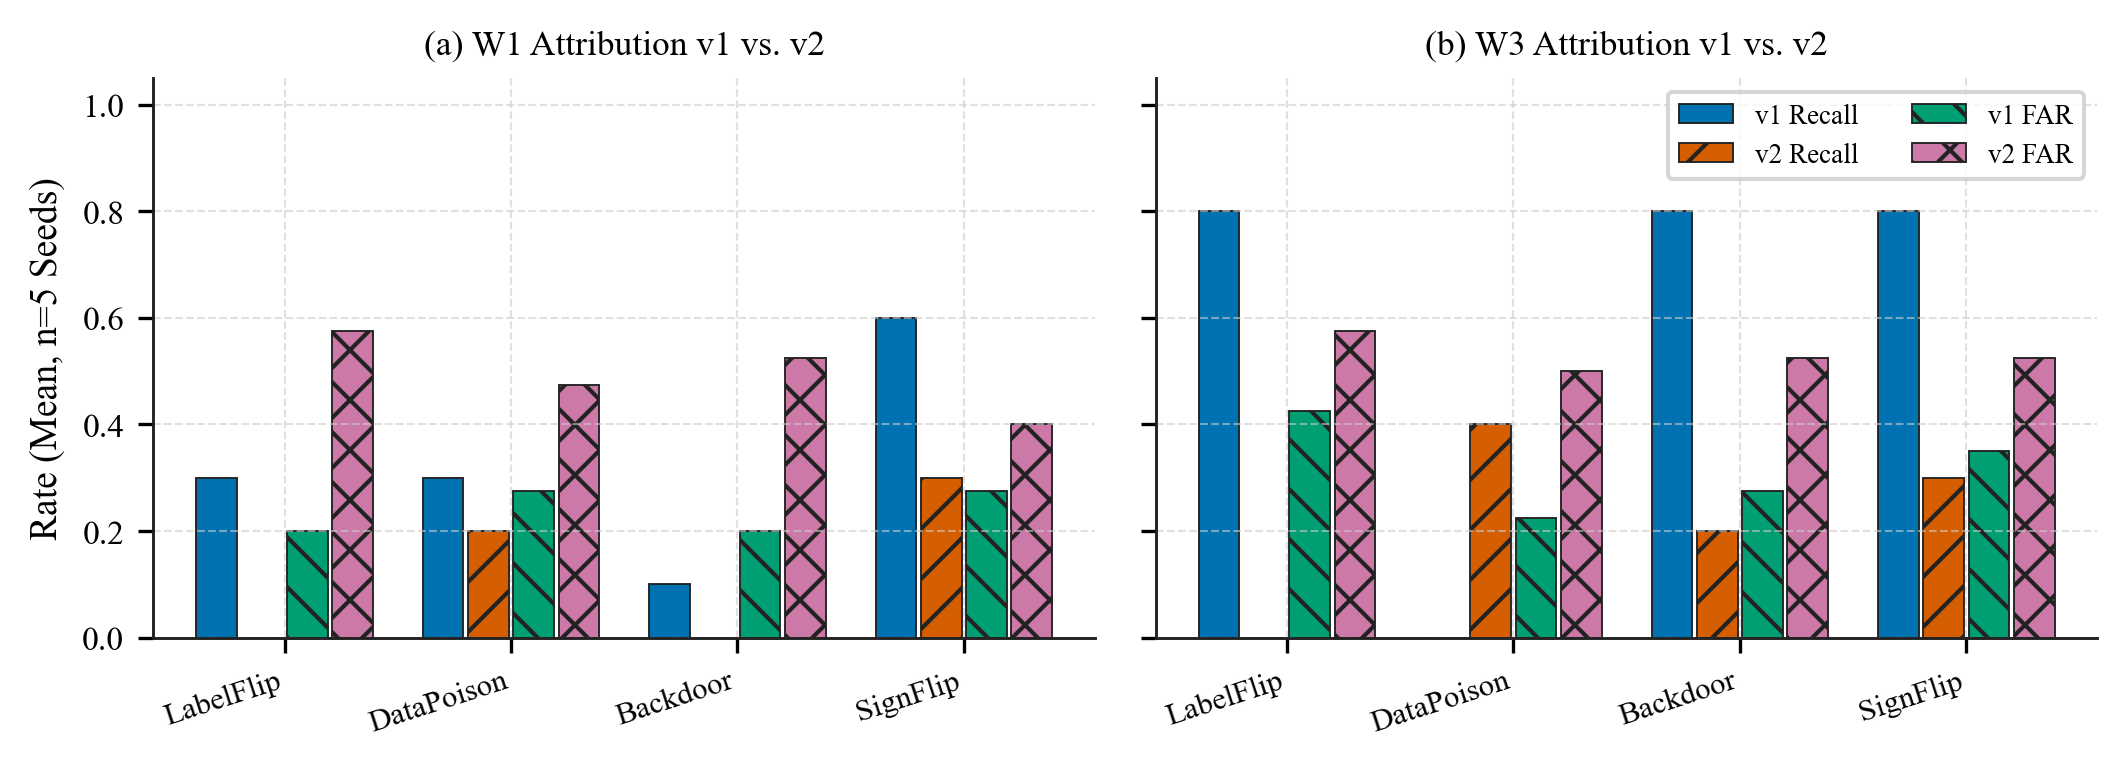 (a) W1 Attribution v1 vs. v2
Rate (Mean, n=5 Seeds)
1.0
0.8
0.6
0.4
0.2
0.0
LabelFlip
DataPoison
Backdoor
SignFlip
(b) W3 Attribution v1 vs. v2
v1 Recall
v2 Recall
v1 FAR
v2 FAR
LabelFlip
DataPoison
Backdoor
SignFlip